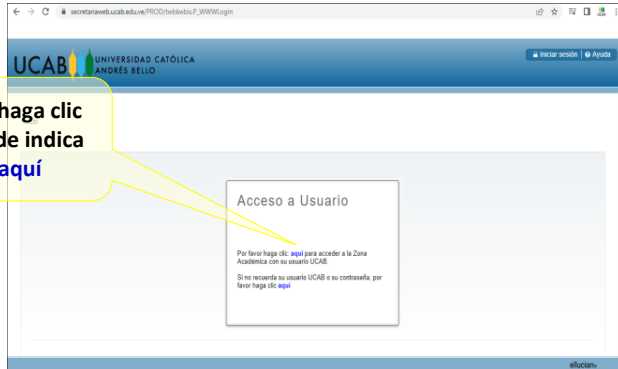 secretariaweb.ucab.edu.ve/PROD/twbkwbis.P_WWWLogin
UCAB UNIVERSIDAD CATÓLICA
ANDRÉS BELLO
Iniciar sesión | Ayuda
haga clic
de indica
aquí
Acceso a Usuario
Por favor haga clic: aquí para acceder a la Zona
Académica con su usuario UCAB.
Si no recuerda su usuario UCAB o su contraseña, por
favor haga clic aquí
ellucian